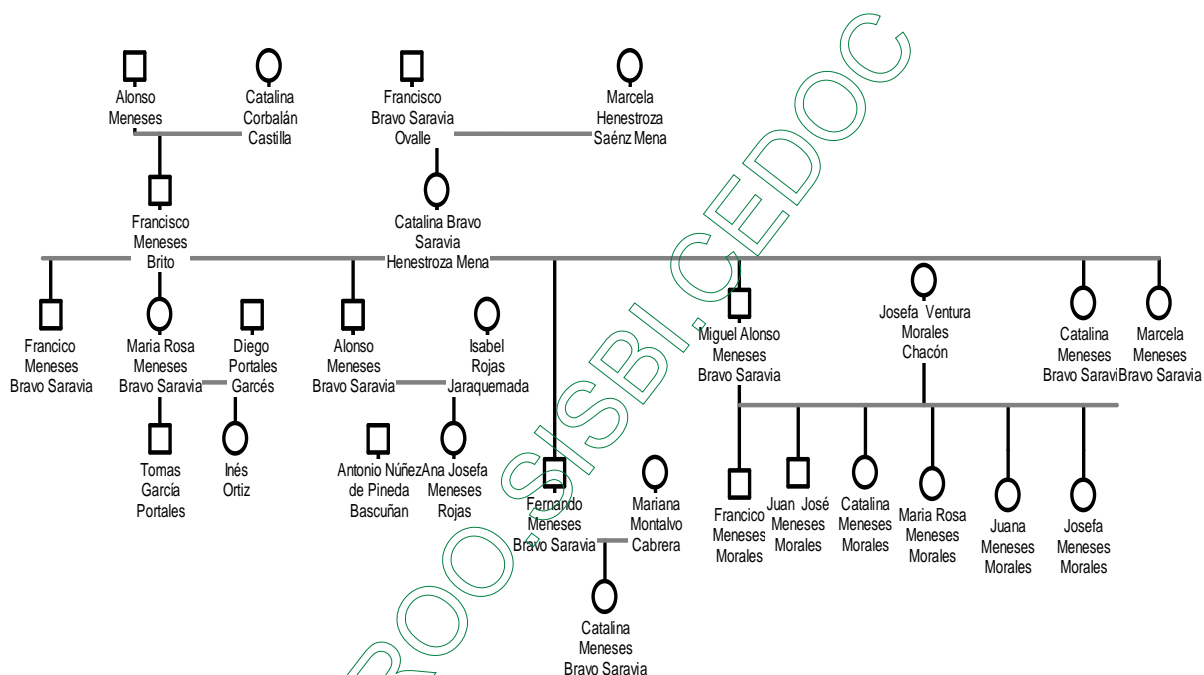 Alonso
Meneses
Catalina
Corbalán
Castilla
Francisco
Bravo Saravia
Ovalle
Marcela
Henestroza
Saénz Mena
Francisco
Meneses
Brito
Catalina Bravo
Saravia
Henestroza Mena
Francico
Meneses
Bravo Saravia
Maria Rosa
Meneses
Bravo Saravia
Diego
Portales
Garcés
Alonso
Meneses
Bravo Saravia
Isabel
Rojas
Jaraquemada
Miguel Alonso
Meneses
Bravo Saravia
Josefa Ventura
Morales
Chacón
Catalina
Meneses
Bravo Saravi
Marcela
Meneses
Bravo Saravia
Tomas
García
Portales
Inés
Ortiz
Antonio Núñez
de Pineda
Bascuñan
Ana Josefa
Meneses
Rojas
Fernando
Meneses
Bravo Saravia
Mariana
Montalvo
Cabrera
Francico
Meneses
Morales
Juan José
Meneses
Morales
Catalina
Meneses
Morales
Maria Rosa
Meneses
Morales
Juana
Meneses
Morales
Josefa
Meneses
Morales
Catalina
Meneses
Bravo Saravia
ROO.SISBI.CEDOC